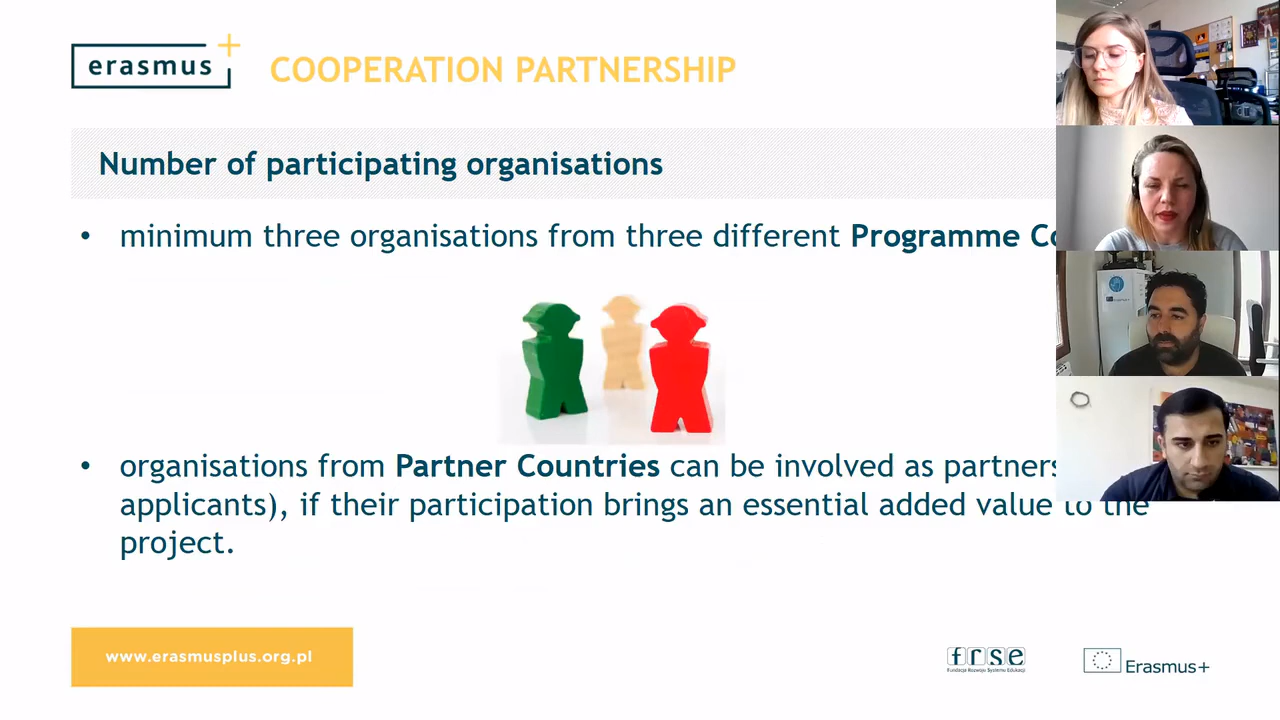 erasmus+
COOPERATION PARTNERSHIP
Number of participating organisations
• minimum three organisations from three different Programme
• organisations from Partner Countries can be involved as partners
applicants), if their participation brings an essential added value to the
project.
www.erasmusplus.org.pl
frse
Fundacja Rozwoju Systemu Edukacji
Erasmus+